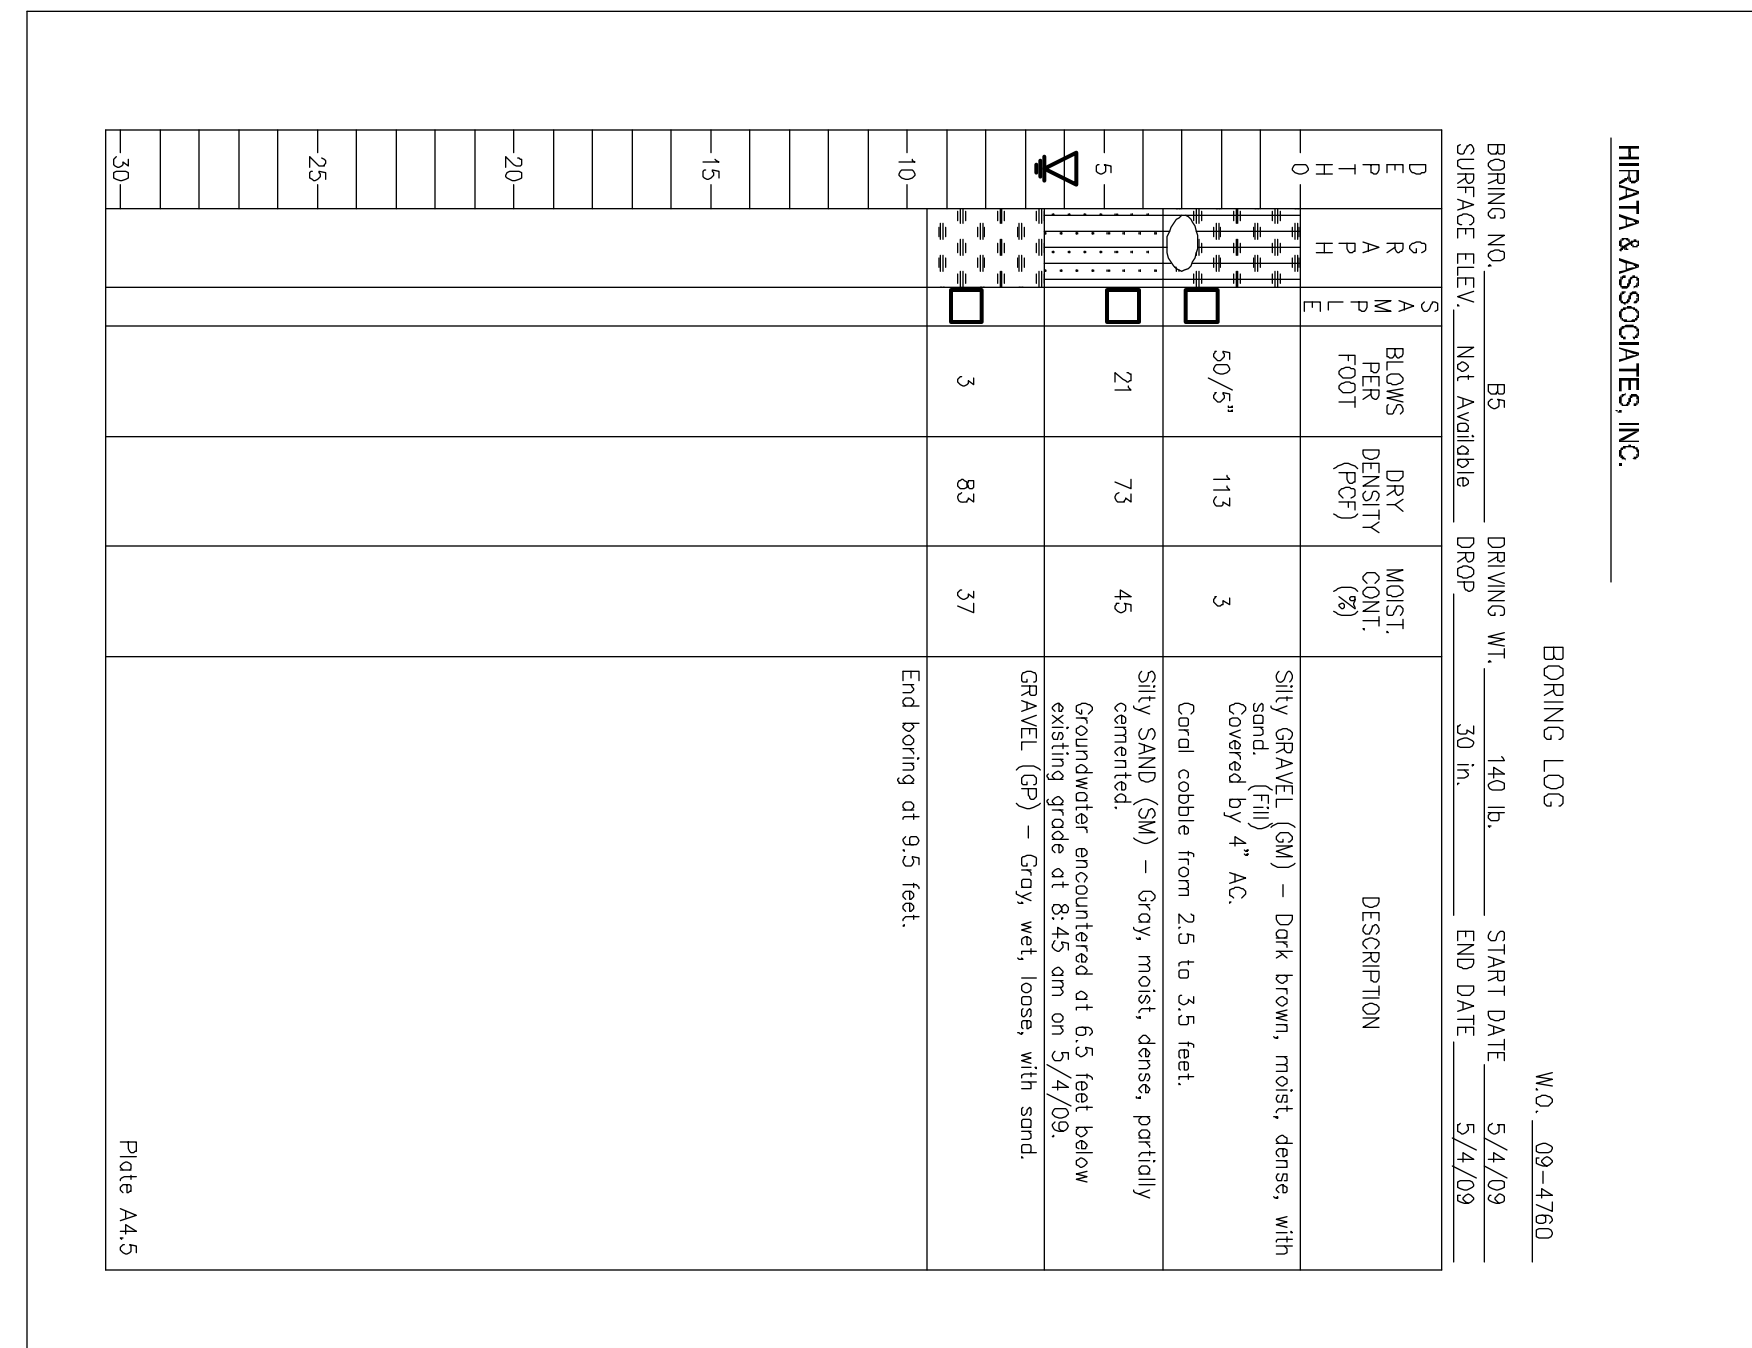 HIRATA & ASSOCIATES, INC.
BORING LOG
W.O. 09-4760
BORING NO. B5 DRIVING WT. 140 lb. START DATE 5/4/09
SURFACE ELEV. Not Available DROP 30 in. END DATE 5/4/09
DEPTH
GRAPH
SAMPLE
BLOWS
PER
FOOT
DRY
DENSITY
(PCF)
MOIST.
CONT.
(%)
DESCRIPTION
0
Silty GRAVEL (GM) – Dark brown, moist, dense, with
sand. (Fill)
Covered by 4" AC.
50/5" 113 3
Coral cobble from 2.5 to 3.5 feet.
Silty SAND (SM) – Gray, moist, dense, partially
cemented.
5
21 73 45
Groundwater encountered at 6.5 feet below
existing grade at 8:45 am on 5/4/09.
GRAVEL (GP) – Gray, wet, loose, with sand.
3 83 37
10
End boring at 9.5 feet.
15
20
25
30
Plate A4.5